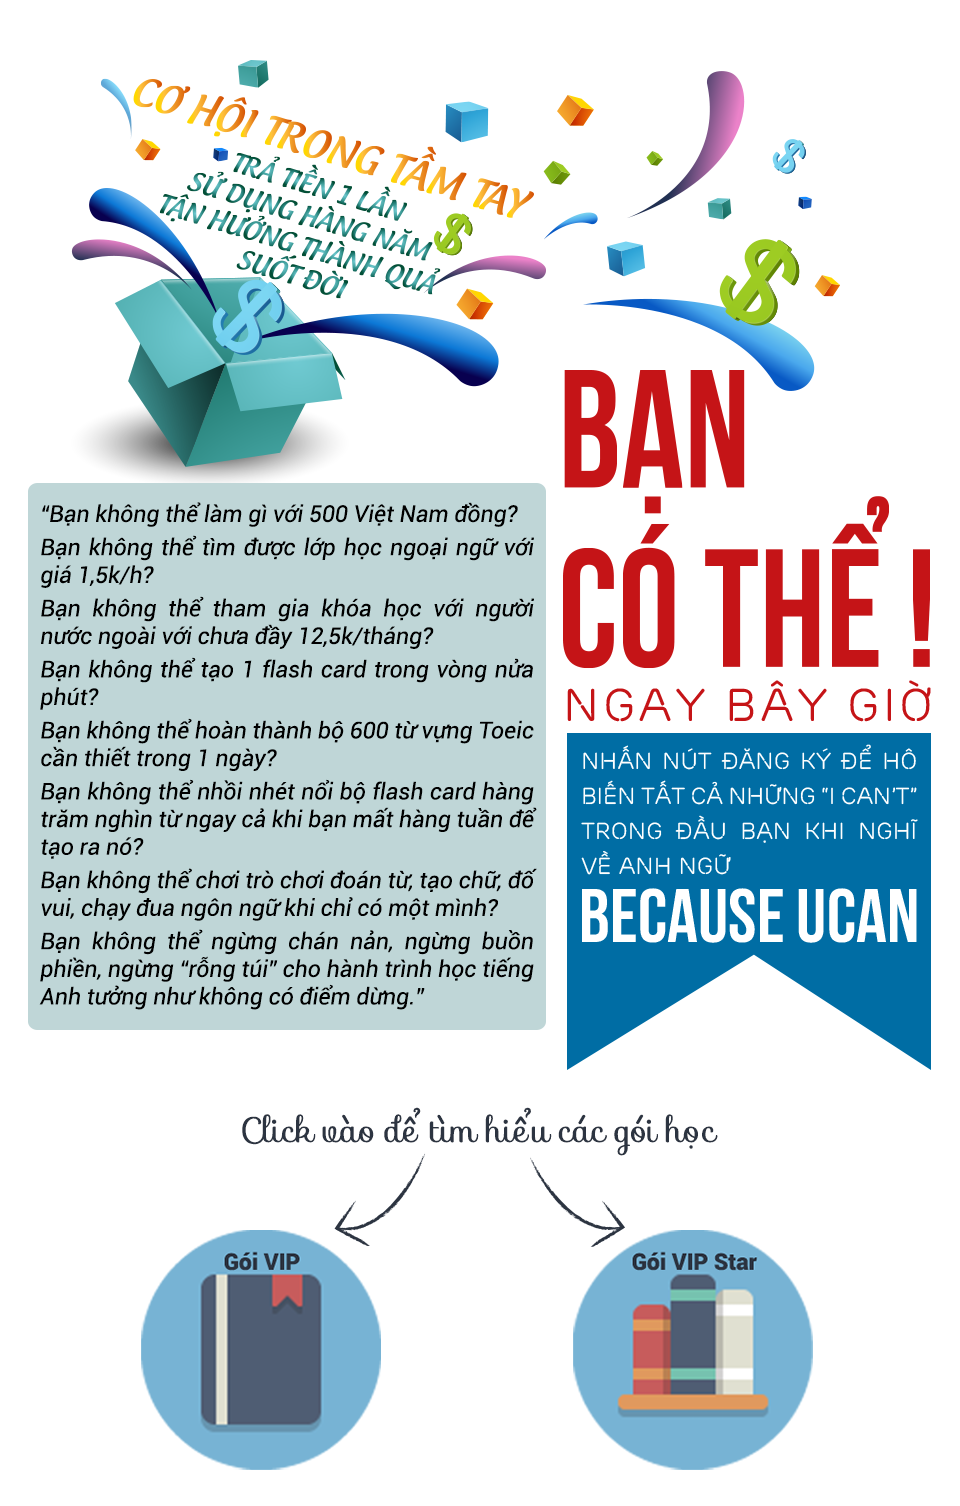 CƠ HỘI TRONG TẦM TAY
TRẢ TIỀN 1 LẦN
SỬ DỤNG HÀNG NĂM
TẬN HƯỞNG THÀNH QUẢ
SUỐT ĐỜI
BẠN
CÓ THỂ !
NGAY BÂY GIỜ
“Bạn không thể làm gì với 500 Việt Nam đồng?
Bạn không thể tìm được lớp học ngoại ngữ với
giá 1,5k/h?
Bạn không thể tham gia khóa học với người
nước ngoài với chưa đầy 12,5k/tháng?
Bạn không thể tạo 1 flash card trong vòng nửa
phút?
Bạn không thể hoàn thành bộ 600 từ vựng Toeic
cần thiết trong 1 ngày?
Bạn không thể nhồi nhét nổi bộ flash card hàng
trăm nghìn từ ngay cả khi bạn mất hàng tuần để
tạo ra nó?
Bạn không thể chơi trò chơi đoán từ, tạo chữ, đố
vui, chạy đua ngôn ngữ khi chỉ có một mình?
Bạn không thể ngừng chán nản, ngừng buồn
phiền, ngừng “rỗng túi” cho hành trình học tiếng
Anh tưởng như không có điểm dừng.”
NHẤN NÚT ĐĂNG KÝ ĐỂ HÔ
BIẾN TẤT CẢ NHỮNG "I CAN'T"
TRONG ĐẦU BẠN KHI NGHĨ
VỀ ANH NGỮ
BECAUSE UCAN
Click vào để tìm hiểu các gói học
Gói VIP
Gói VIP Star